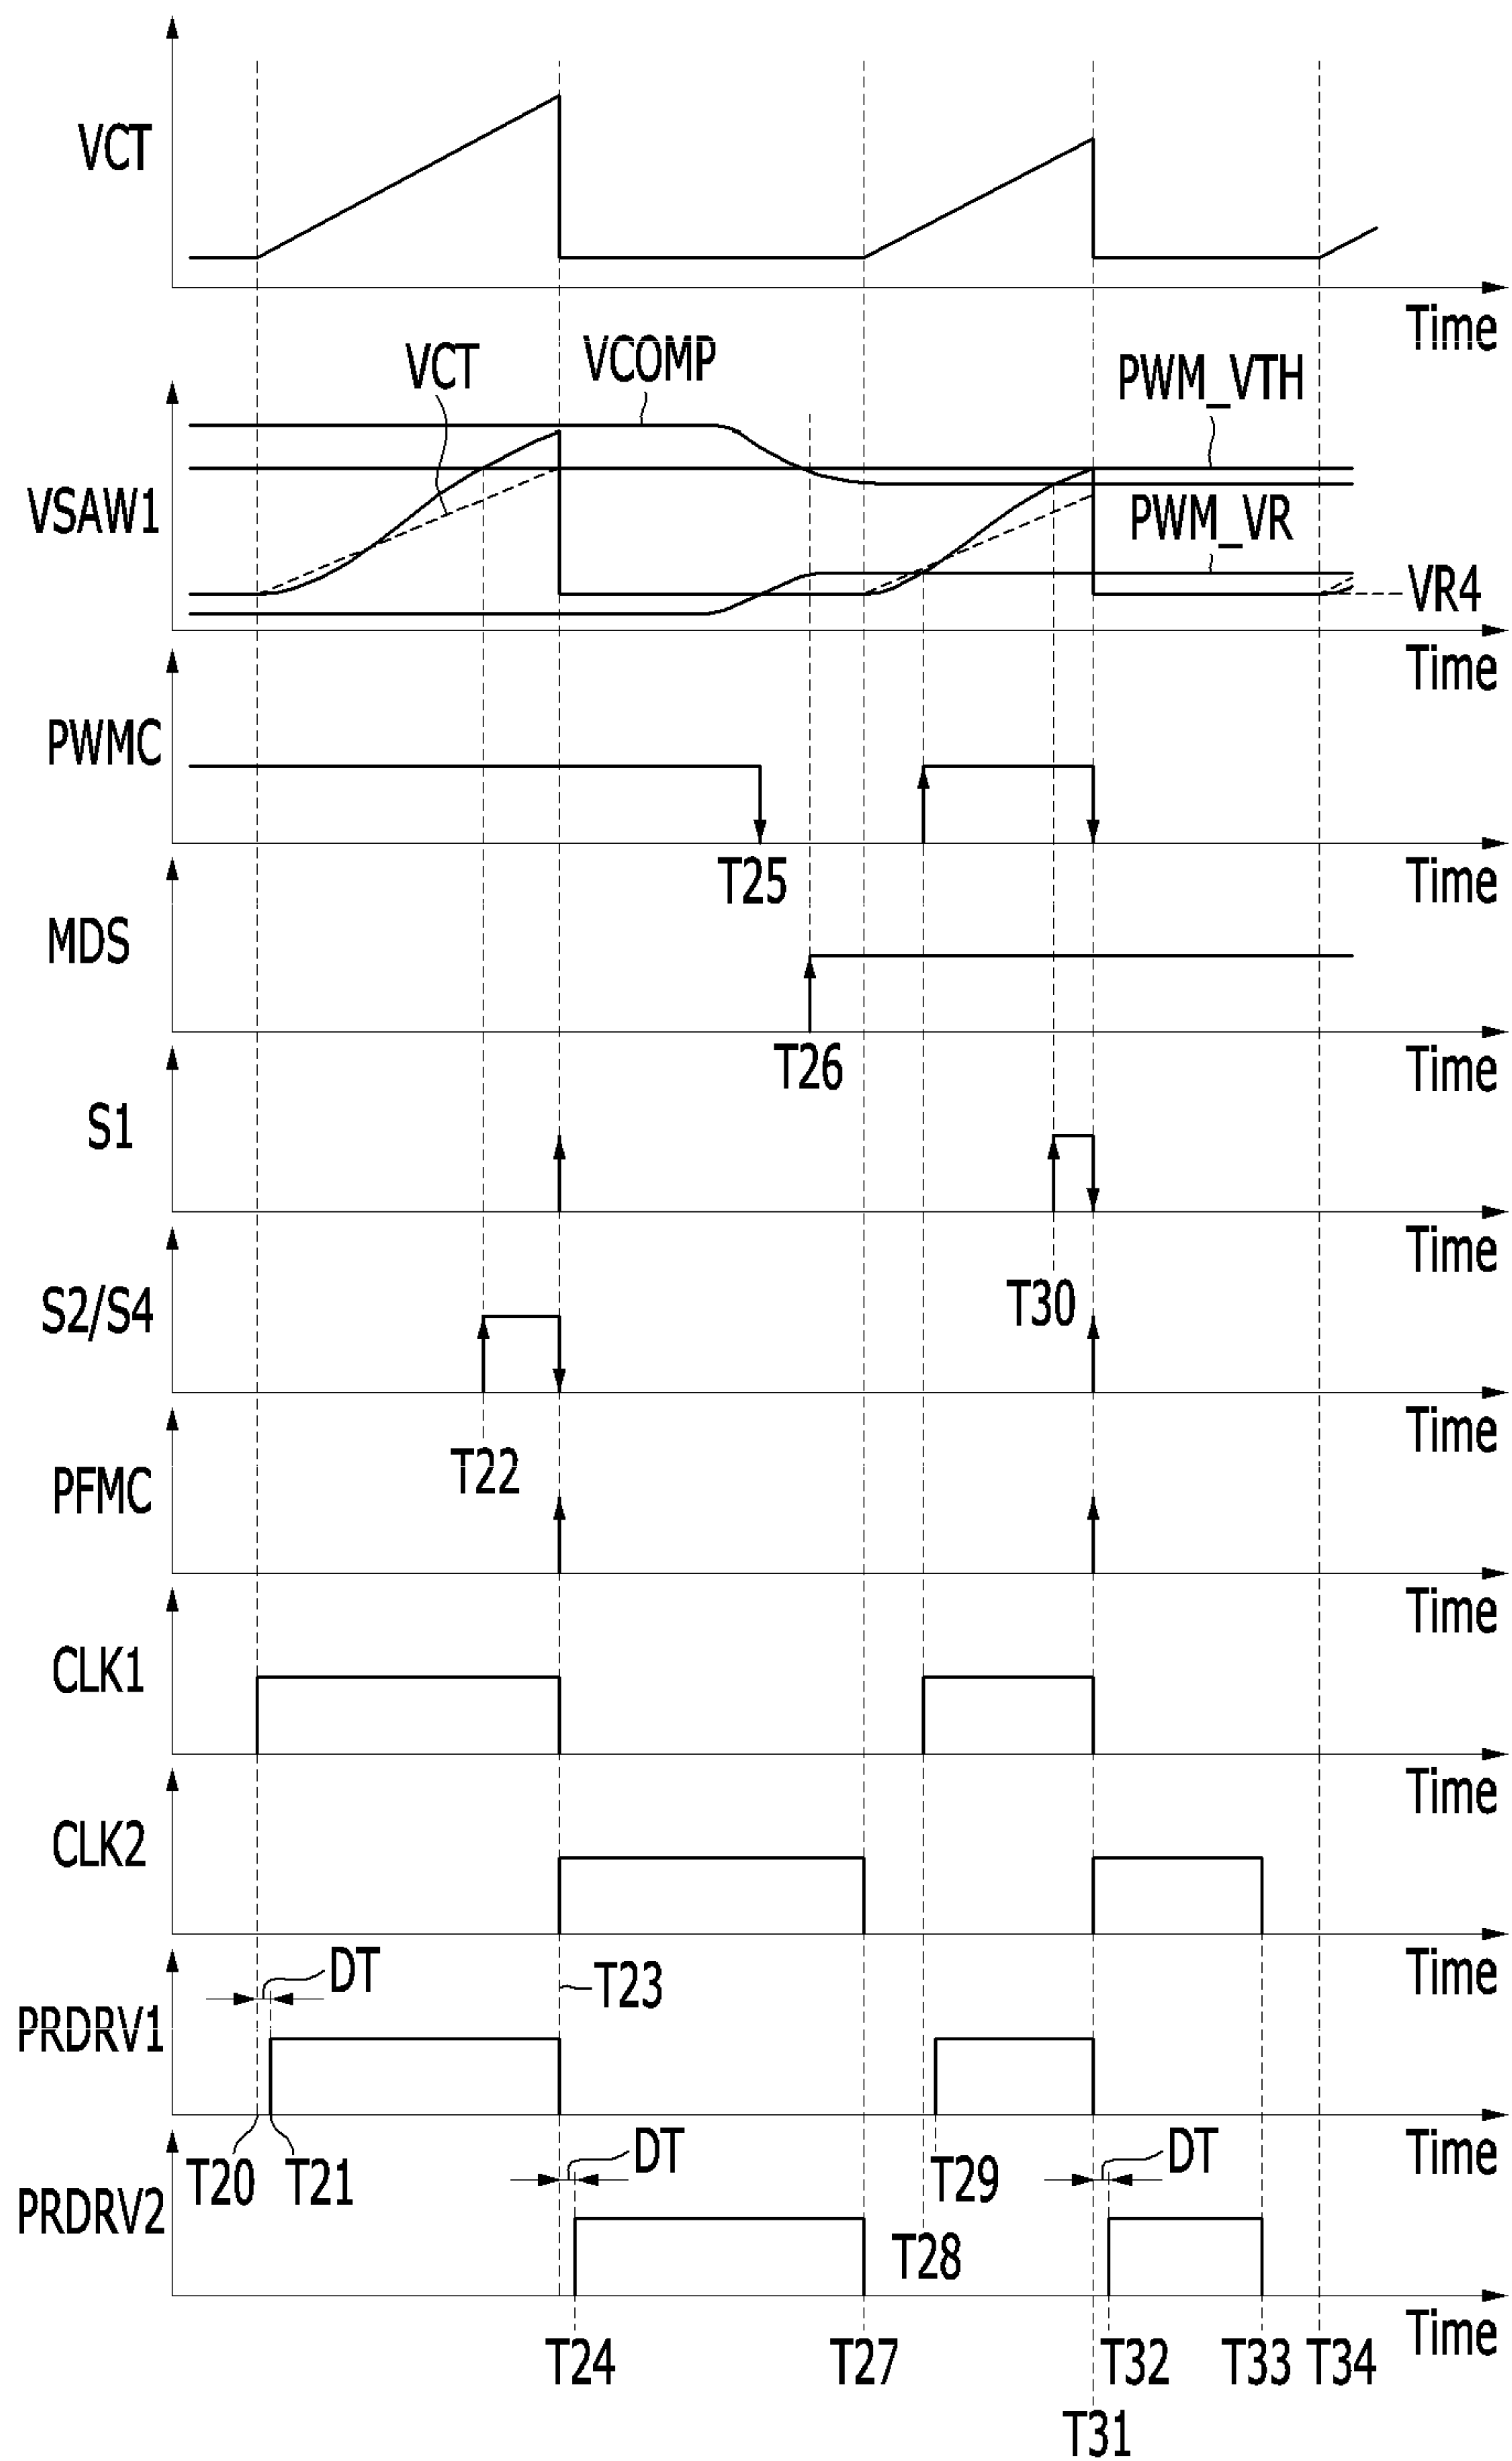 VCT
Time
VCT
VCOMP
PWM_VTH
VSAW1
PWM_VR
VR4
Time
PWMC
T25
Time
MDS
T26
Time
S1
Time
S2/S4
T30
Time
T22
PFMC
Time
CLK1
Time
CLK2
Time
DT
T23
PRDRV1
Time
DT
DT
T20
T21
T29
PRDRV2
T28
Time
T24
T27
T32
T33
T34
T31